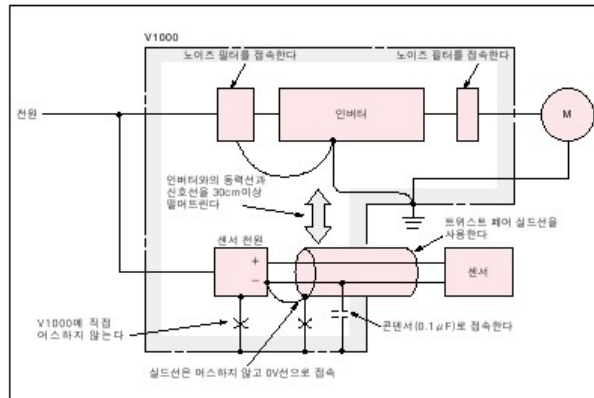 V1000
노이즈 필터를 접속한다
노이즈 필터를 접속한다
전원
인버터
M
인버터와의 동력선과
신호선을 30cm이상
떨어뜨린다
트위스트 페어 실드선을
사용한다
센서 전원
+
−
센서
V1000에 직접
어스하지 않는다
콘덴서(0.1μF)로 접속한다
실드선은 어스하지 않고 0V선으로 접속